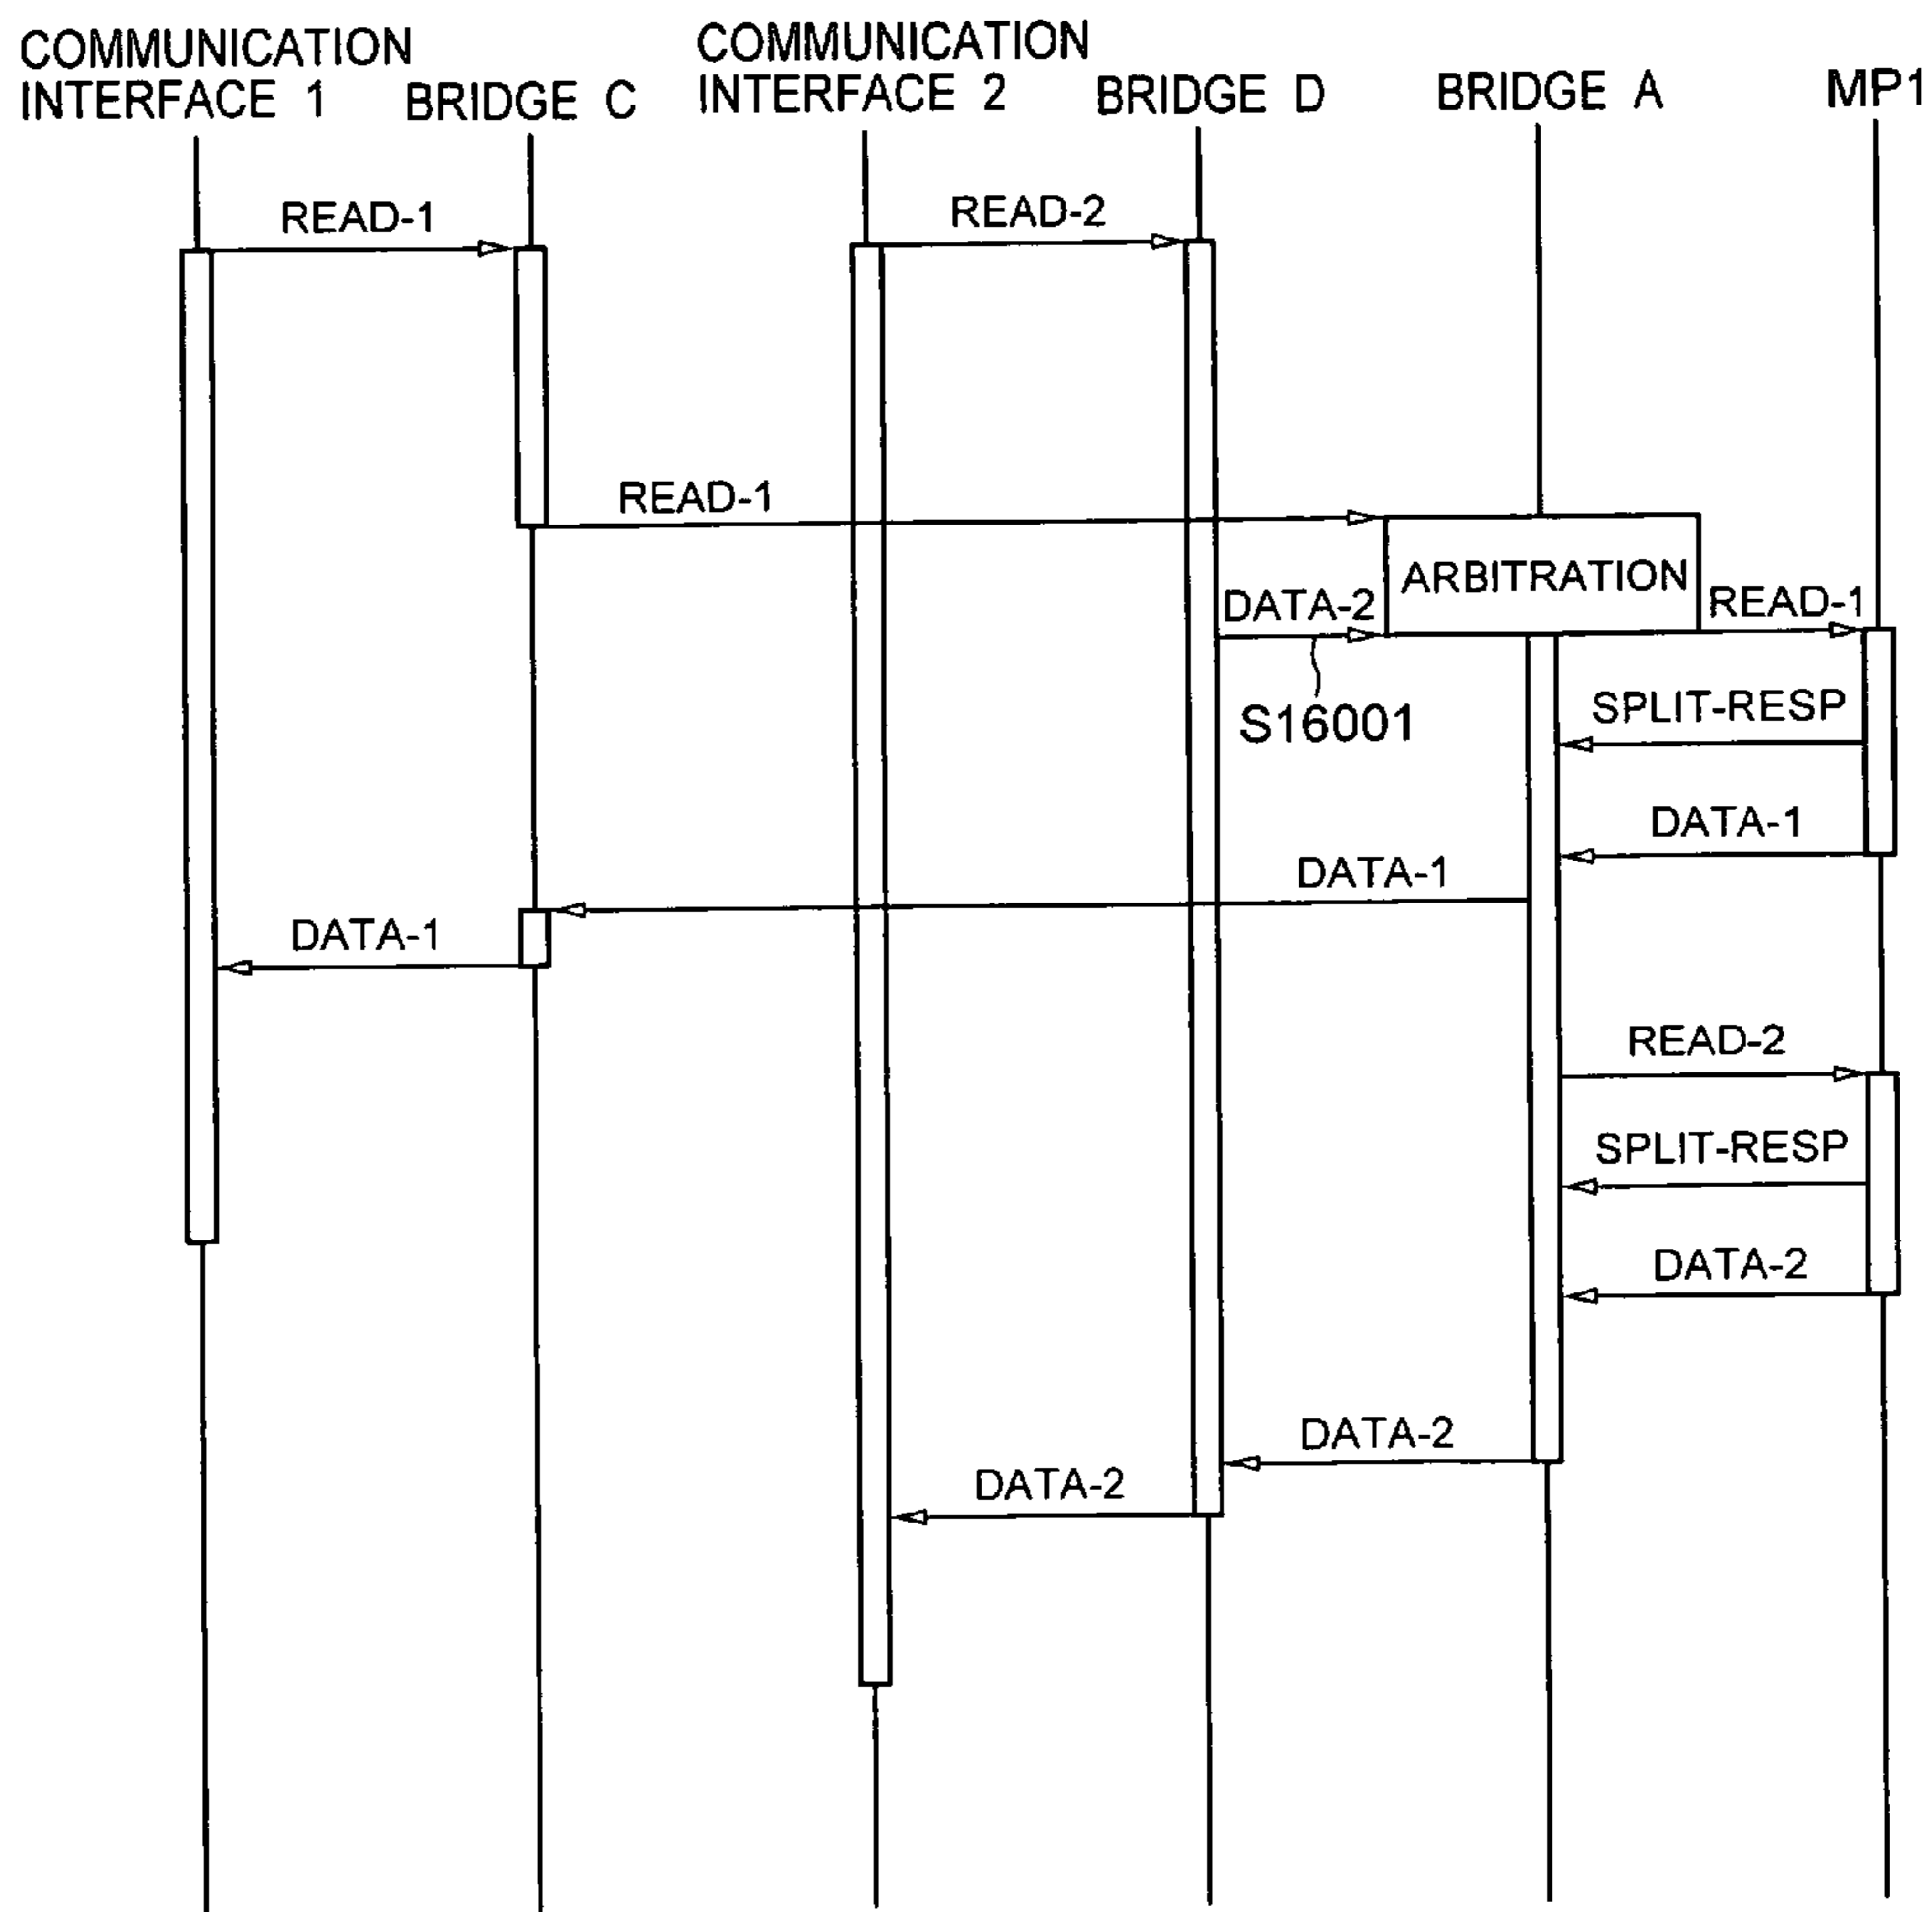 COMMUNICATION
INTERFACE 1
BRIDGE C
COMMUNICATION
INTERFACE 2
BRIDGE D
BRIDGE A
MP1
READ-1
READ-2
READ-1
ARBITRATION
DATA-2
READ-1
S16001
SPLIT-RESP
DATA-1
DATA-1
DATA-1
READ-2
SPLIT-RESP
DATA-2
DATA-2
DATA-2